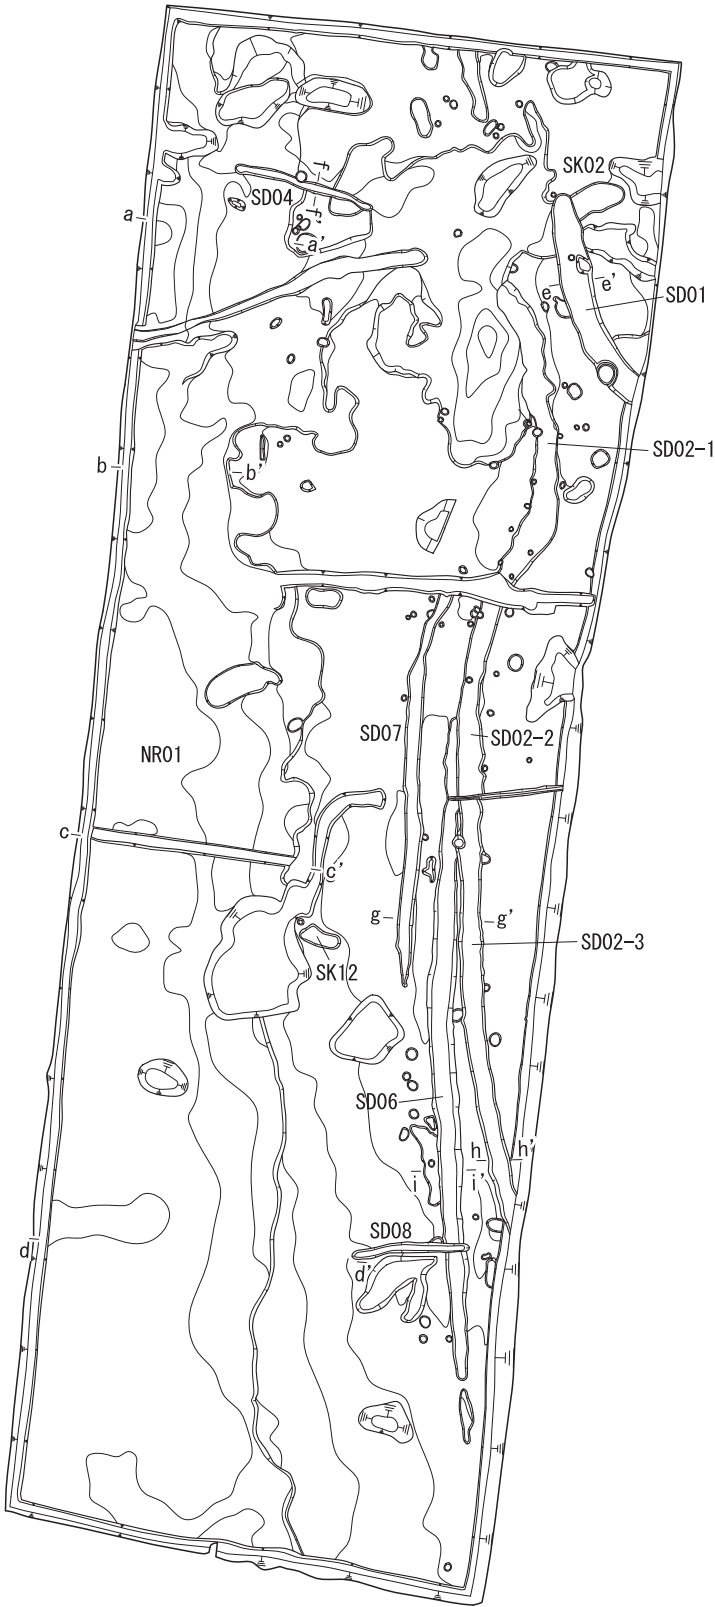 f
SK02
SD04
a
f'
a'
e'
e
SD01
SD02-1
b
b'
SD07
SD02-2
NR01
c
c'
g
g'
SD02-3
SK12
SD06
h
h'
i
i'
SD08
d
d'